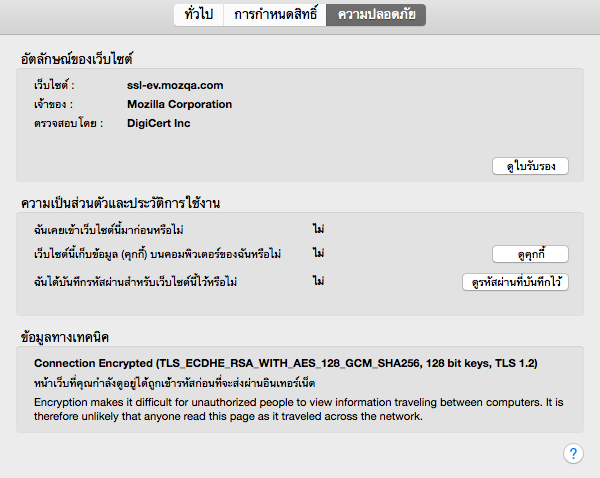 ทั่วไป การกำหนดสิทธิ์ ความปลอดภัย
อัตลักษณ์ของเว็บไซต์
เว็บไซต์ : ssl-ev.mozqa.com
เจ้าของ : Mozilla Corporation
ตรวจสอบโดย : DigiCert Inc
ดูใบรับรอง
ความเป็นส่วนตัวและประวัติการใช้งาน
ฉันเคยเข้าเว็บไซต์นี้มาก่อนหรือไม่ ไม่
เว็บไซต์นี้เก็บข้อมูล (คุกกี้) บนคอมพิวเตอร์ของฉันหรือไม่ ไม่ ดูคุกกี้
ฉันได้บันทึกรหัสผ่านสำหรับเว็บไซต์นี้ไว้หรือไม่ ไม่ ดูรหัสผ่านที่บันทึกไว้
ข้อมูลทางเทคนิค
Connection Encrypted (TLS_ECDHE_RSA_WITH_AES_128_GCM_SHA256, 128 bit keys, TLS 1.2)
หน้าเว็บที่คุณกำลังดูอยู่ได้ถูกเข้ารหัสก่อนที่จะส่งผ่านอินเทอร์เน็ต
Encryption makes it difficult for unauthorized people to view information traveling between computers. It is
therefore unlikely that anyone read this page as it traveled across the network.
?